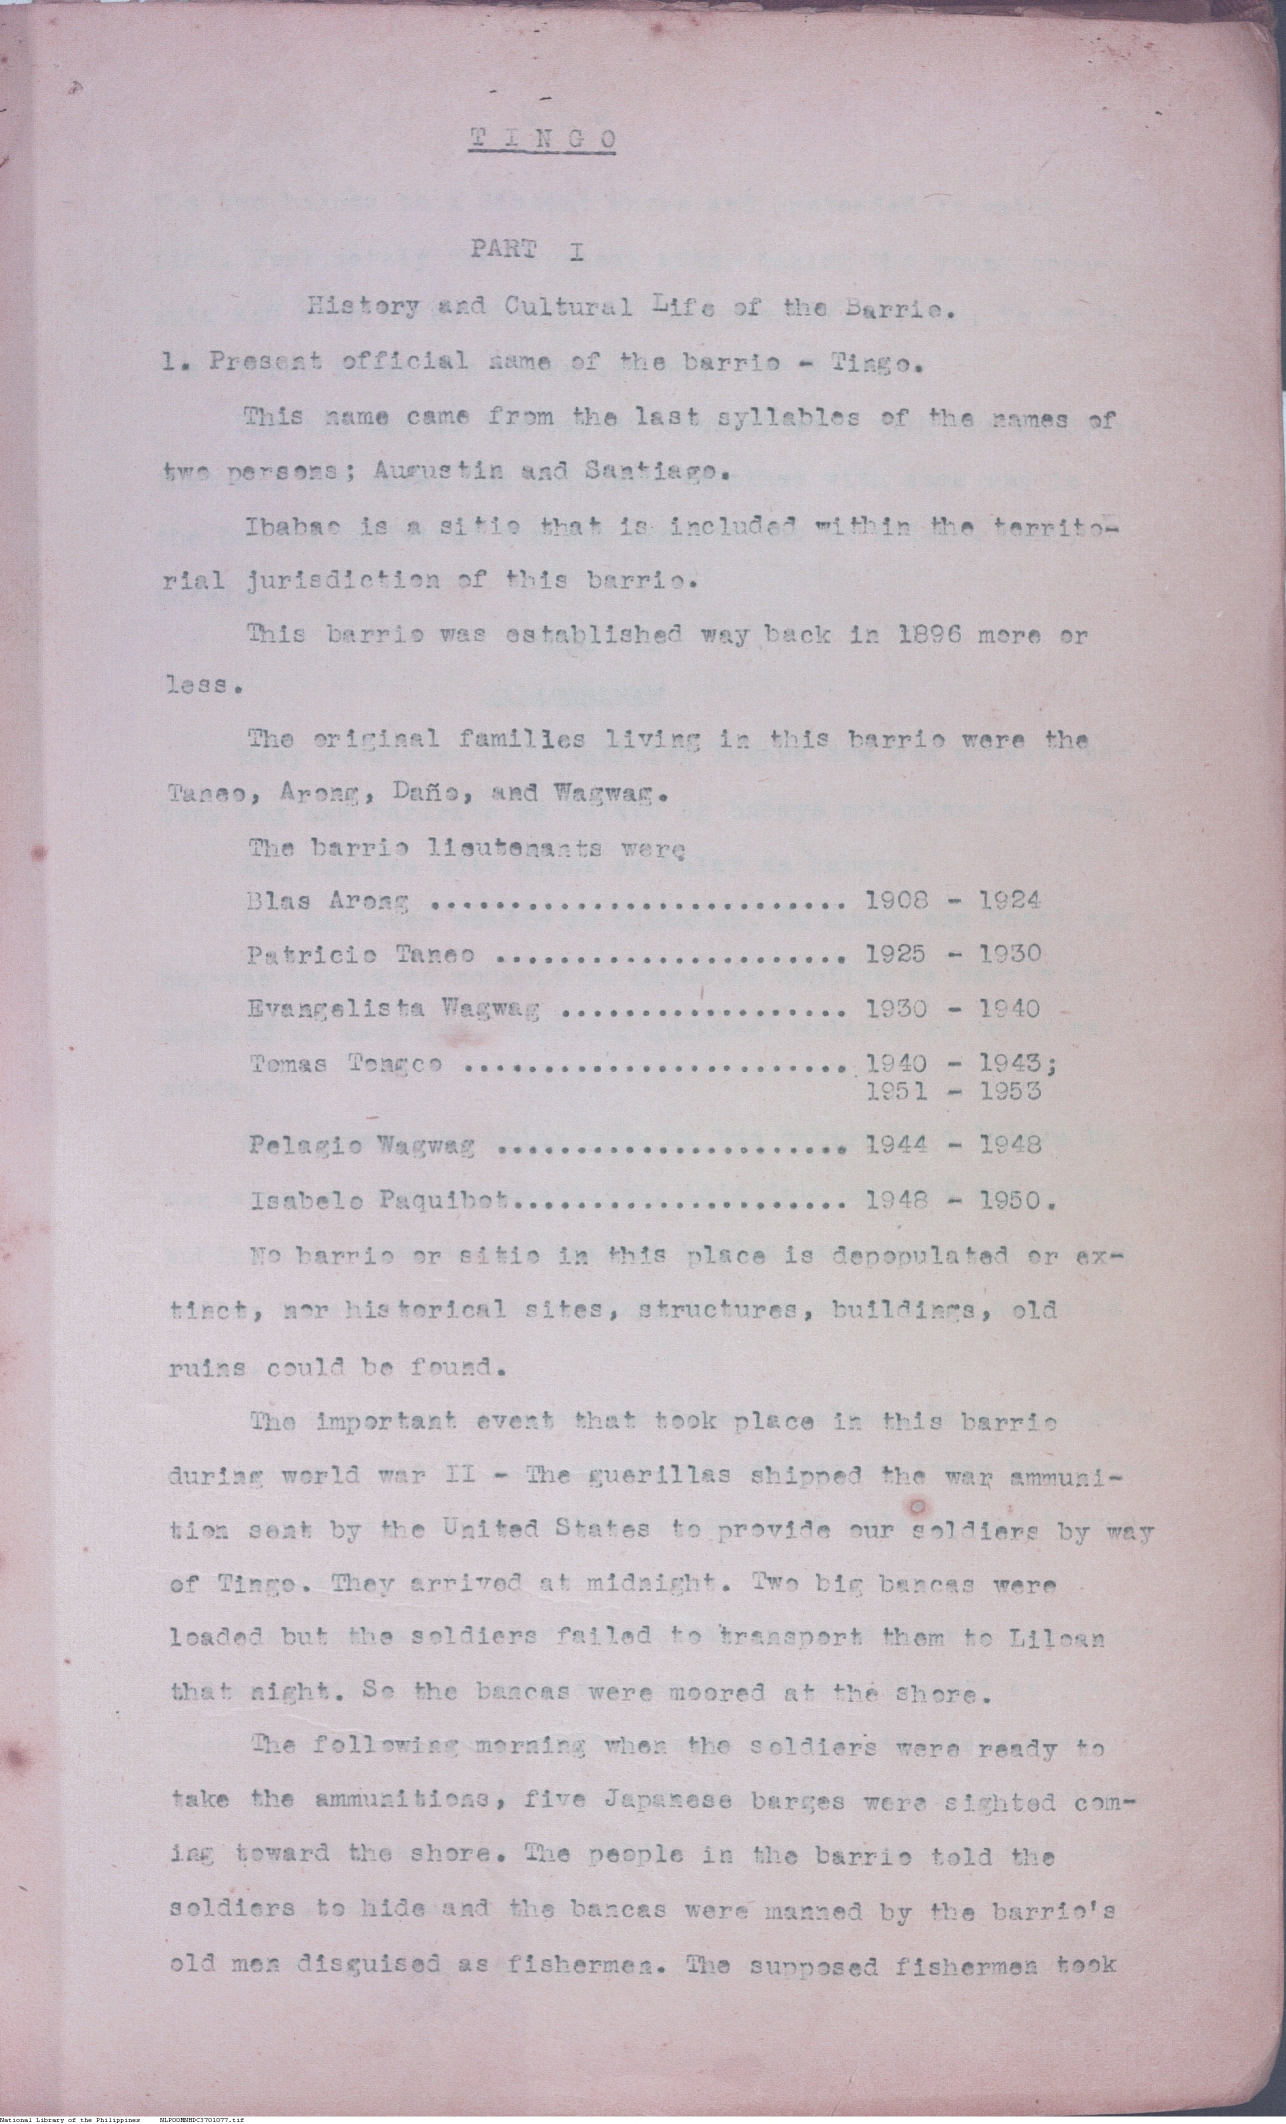 T I N G O
PART I
History and Cultural Life of the Barrio.
1. Present official name of the barrio - Tingo.
This name came from the last syllables of the names of
two persons; Augustin and Santiago.
Ibabao is a sitio that is included within the territo-
rial jurisdiction of this barrio.
This barrio was established way back in 1896 more or
less.
The original families living in this barrio were the
Taneo, Arong, Daño, and Wagwag.
The barrio lieutenants were
Blas Arong .......................... 1908 - 1924
Patricio Taneo ...................... 1925 - 1930
Evangelista Wagwag .................. 1930 - 1940
Tomas Tongco ........................ 1940 - 1943;
1951 - 1953
Pelagio Wagwag ...................... 1944 - 1948
Isabelo Paquibot..................... 1948 - 1950.
No barrio or sitio in this place is depopulated or ex-
tinct, nor historical sites, structures, buildings, old
ruins could be found.
The important event that took place in this barrio
during world war II - The guerillas shipped the war ammuni-
tion sent by the United States to provide our soldiers by way
of Tingo. They arrived at midnight. Two big bancas were
loaded but the soldiers failed to transport them to Liloan
that night. So the bancas were moored at the shore.
The following morning when the soldiers were ready to
take the ammunitions, five Japanese barges were sighted com-
ing toward the shore. The people in the barrio told the
soldiers to hide and the bancas were manned by the barrio's
old men disguised as fishermen. The supposed fishermen took
National Library of the Philippines NLP00MNHDC3701077.tif